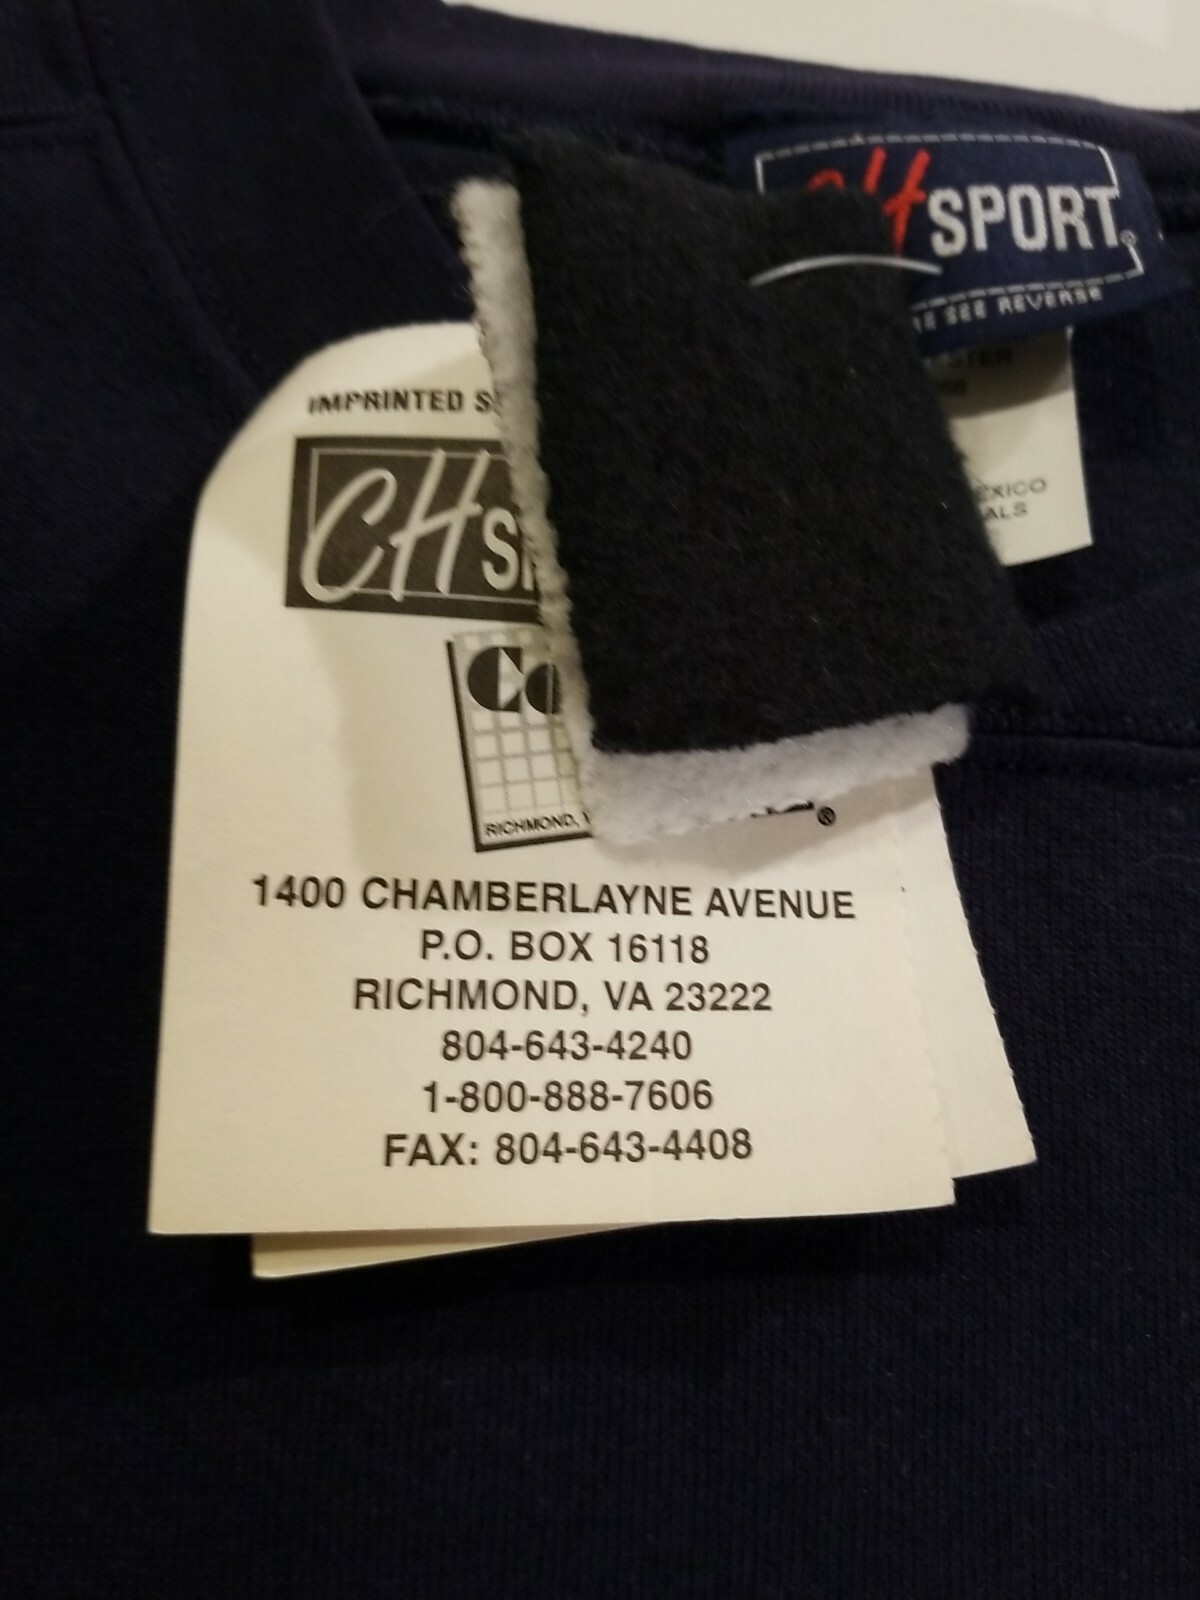 CH SPORT®
SEE REVERSE
IMPRINTED
CH
RICHMOND,
®
1400 CHAMBERLAYNE AVENUE
P.O. BOX 16118
RICHMOND, VA 23222
804-643-4240
1-800-888-7606
FAX: 804-643-4408